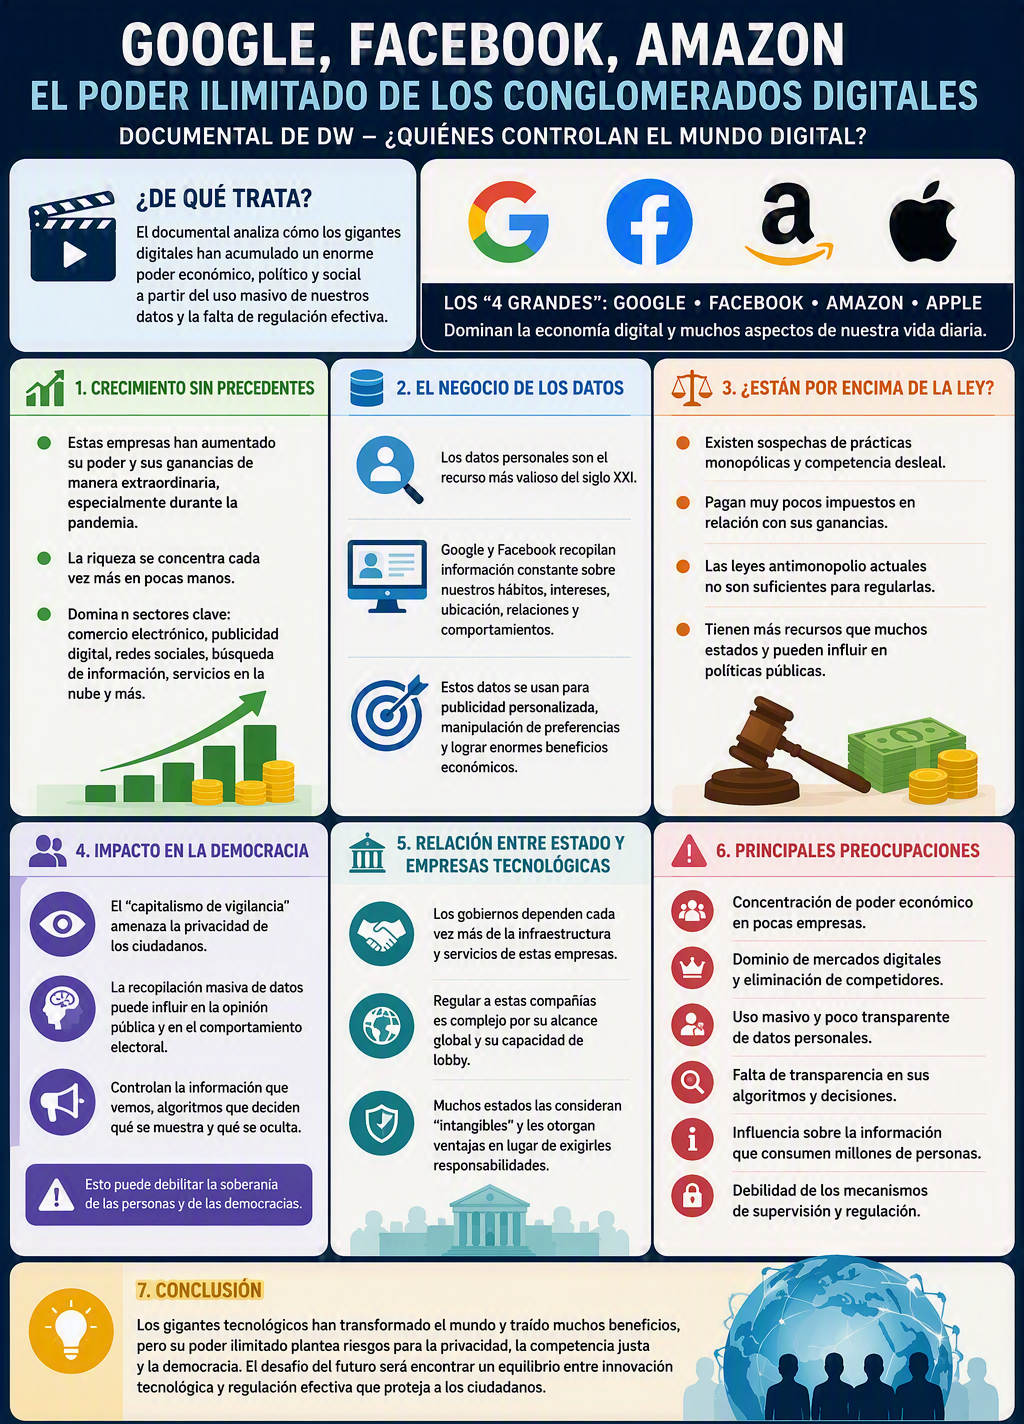 GOOGLE, FACEBOOK, AMAZON
EL PODER ILIMITADO DE LOS CONGLOMERADOS DIGITALES
DOCUMENTAL DE DW – ¿QUIÉNES CONTROLAN EL MUNDO DIGITAL?
¿DE QUÉ TRATA?
El documental analiza cómo los gigantes
digitales han acumulado un enorme
poder económico, político y social
a partir del uso masivo de nuestros
datos y la falta de regulación efectiva.
LOS “4 GRANDES”: GOOGLE • FACEBOOK • AMAZON • APPLE
Dominan la economía digital y muchos aspectos de nuestra vida diaria.
1. CRECIMIENTO SIN PRECEDENTES
Estas empresas han aumentado
su poder y sus ganancias de
manera extraordinaria,
especialmente durante la
pandemia.
La riqueza se concentra cada
vez más en pocas manos.
Domina n sectores clave:
comercio electrónico, publicidad
digital, redes sociales, búsqueda
de información, servicios en la
nube y más.
2. EL NEGOCIO DE LOS DATOS
Los datos personales son el
recurso más valioso del siglo XXI.
Google y Facebook recopilan
información constante sobre
nuestros hábitos, intereses,
ubicación, relaciones y
comportamientos.
Estos datos se usan para
publicidad personalizada,
manipulación de preferencias
y lograr enormes beneficios
económicos.
3. ¿ESTÁN POR ENCIMA DE LA LEY?
Existen sospechas de prácticas
monopólicas y competencia desleal.
Pagan muy pocos impuestos en
relación con sus ganancias.
Las leyes antimonopolio actuales
no son suficientes para regularlas.
Tienen más recursos que muchos
estados y pueden influir en
políticas públicas.
4. IMPACTO EN LA DEMOCRACIA
El “capitalismo de vigilancia”
amenaza la privacidad de
los ciudadanos.
La recopilación masiva de datos
puede influir en la opinión
pública y en el comportamiento
electoral.
Controlan la información que
vemos, algoritmos que deciden
qué se muestra y qué se oculta.
Esto puede debilitar la soberanía
de las personas y de las democracias.
5. RELACIÓN ENTRE ESTADO Y
EMPRESAS TECNOLÓGICAS
Los gobiernos dependen cada
vez más de la infraestructura
y servicios de estas empresas.
Regular a estas compañías
es complejo por su alcance
global y su capacidad de
lobby.
Muchos estados las consideran
“intangibles” y les otorgan
ventajas en lugar de exigirles
responsabilidades.
6. PRINCIPALES PREOCUPACIONES
Concentración de poder económico
en pocas empresas.
Dominio de mercados digitales
y eliminación de competidores.
Uso masivo y poco transparente
de datos personales.
Falta de transparencia en sus
algoritmos y decisiones.
Influencia sobre la información
que consumen millones de personas.
Debilidad de los mecanismos
de supervisión y regulación.
7. CONCLUSIÓN
Los gigantes tecnológicos han transformado el mundo y traído muchos beneficios,
pero su poder ilimitado plantea riesgos para la privacidad, la competencia justa
y la democracia. El desafío del futuro será encontrar un equilibrio entre innovación
tecnológica y regulación efectiva que proteja a los ciudadanos.